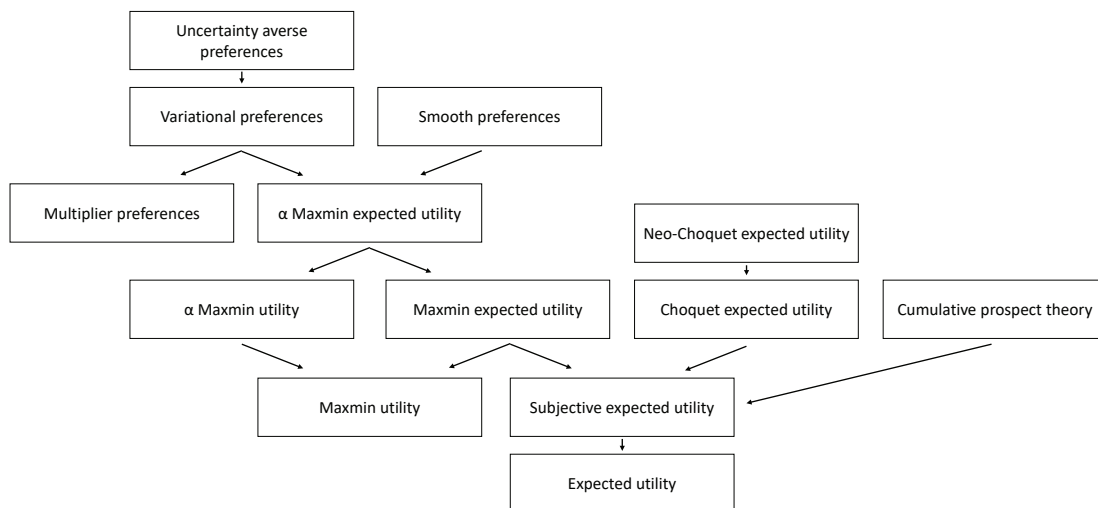 Uncertainty averse
preferences
Variational preferences
Smooth preferences
Multiplier preferences
α Maxmin expected utility
Neo-Choquet expected utility
α Maxmin utility
Maxmin expected utility
Choquet expected utility
Cumulative prospect theory
Maxmin utility
Subjective expected utility
Expected utility